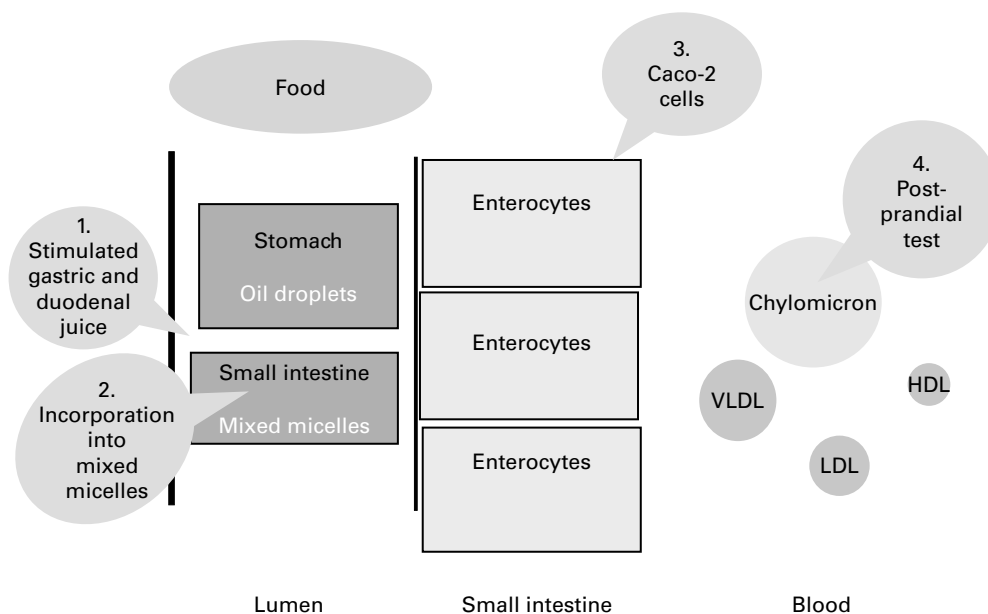 Food
3.
Caco-2
cells
4.
Post-
prandial
test
1.
Stimulated
gastric and
duodenal
juice
Stomach
Oil droplets
Enterocytes
Chylomicron
Enterocytes
2.
Incorporation
into
mixed
micelles
Small intestine
Mixed micelles
VLDL
HDL
LDL
Enterocytes
Lumen
Small intestine
Blood